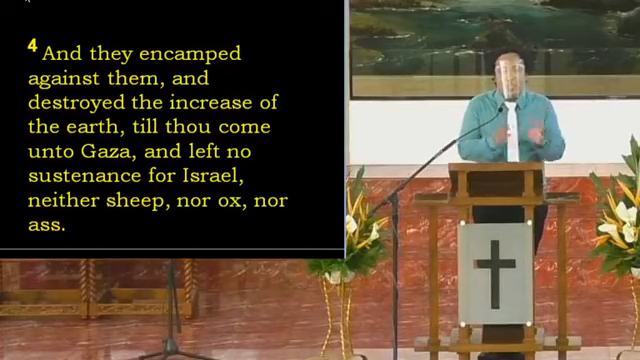 4 And they encamped
against them, and
destroyed the increase of
the earth, till thou come
unto Gaza, and left no
sustenance for Israel,
neither sheep, nor ox, nor
ass.